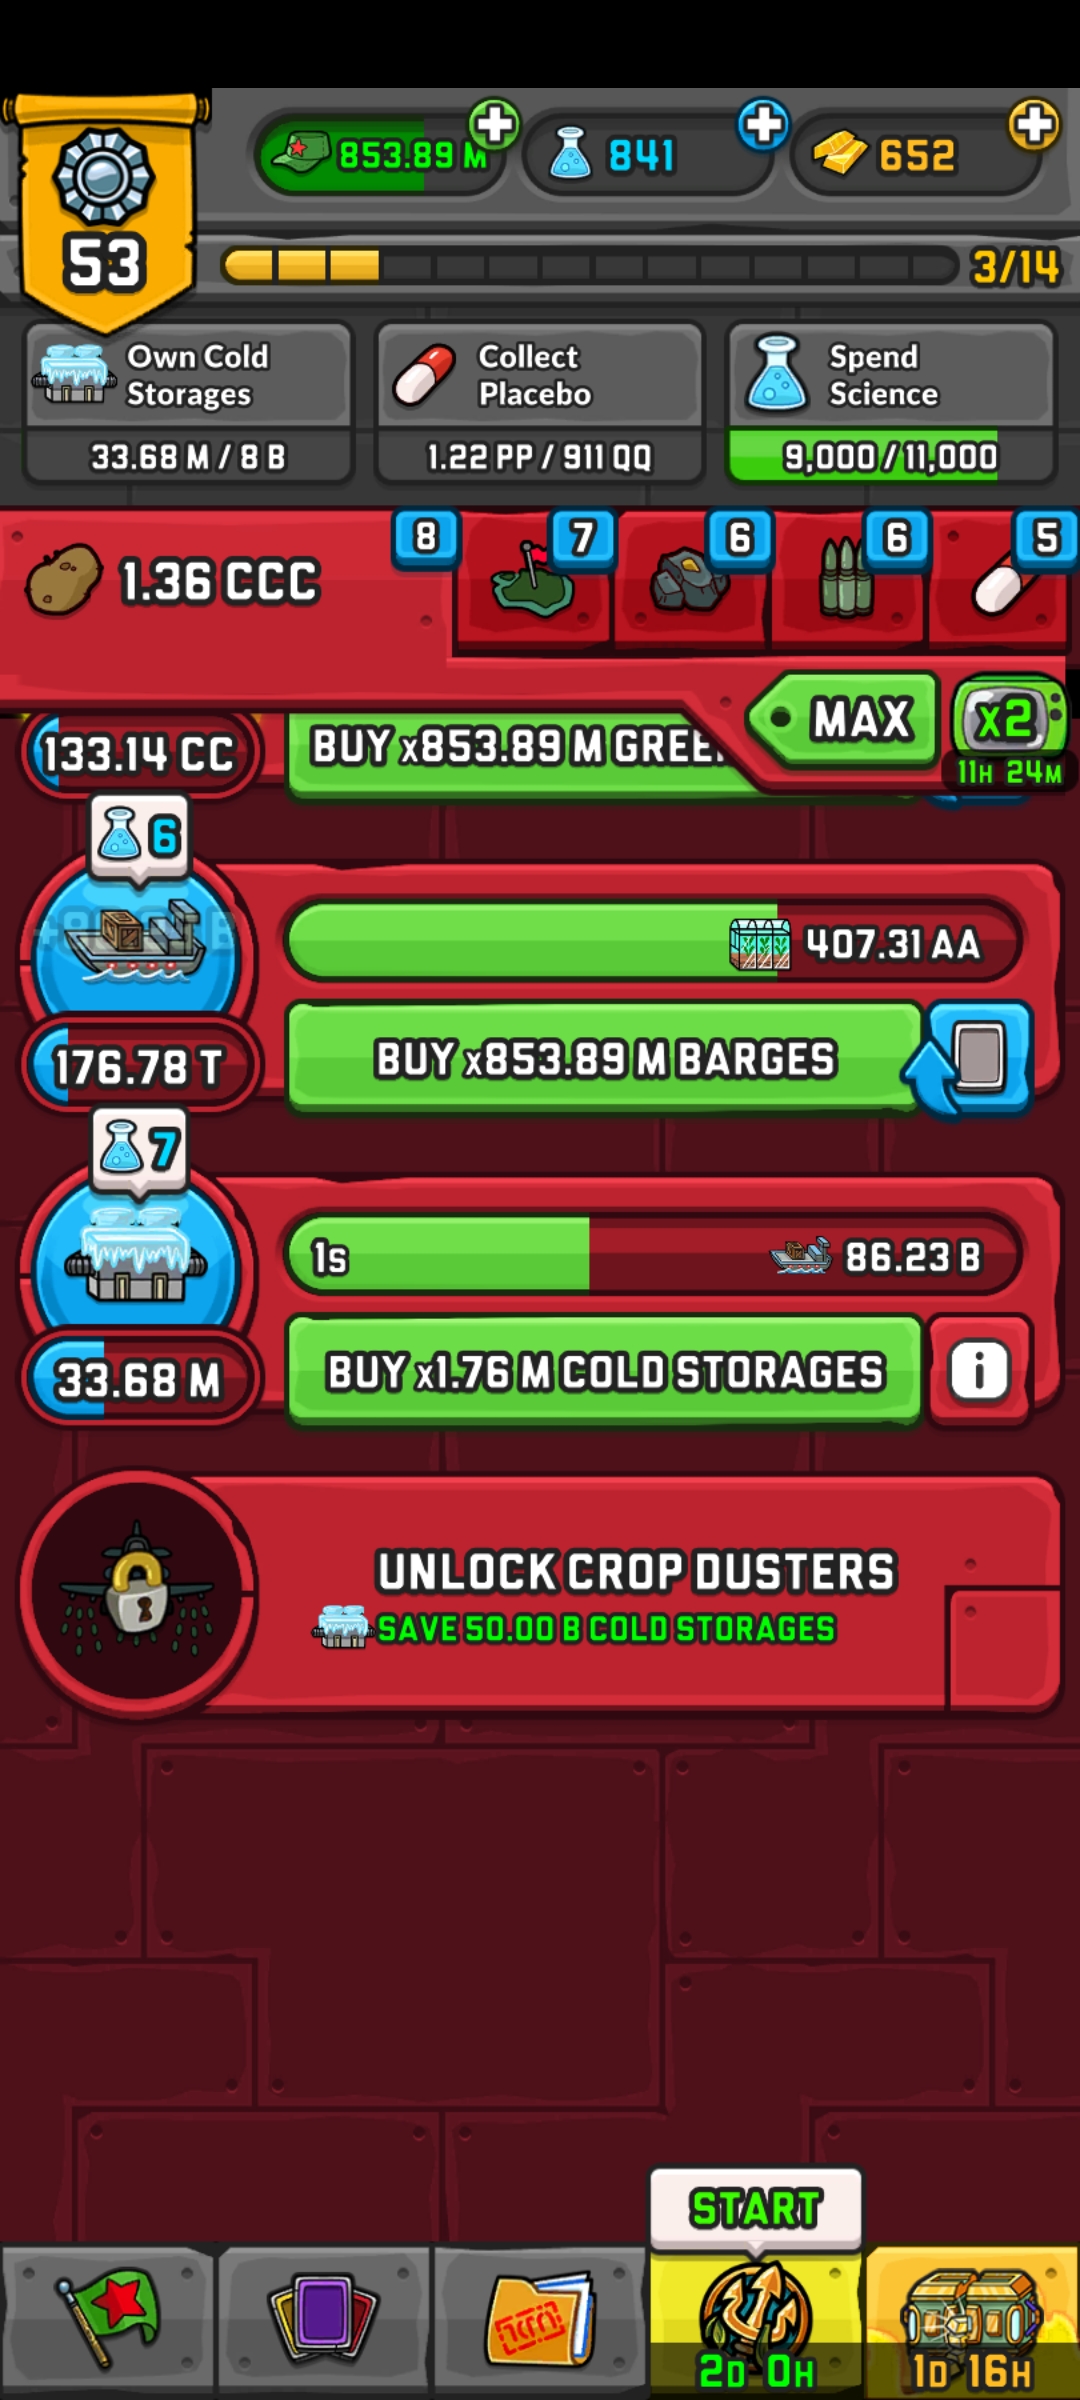 853.89 M
841
652
53
3/14
Own Cold
Storages
33.68 M / 8 B
Collect
Placebo
1.22 PP / 911 QQ
Spend
Science
9,000 / 11,000
1.36 CCC
8
7
6
6
5
MAX
x2
11H 24M
133.14 CC
BUY x853.89 M GREE
6
407.31 AA
176.78 T
BUY x853.89 M BARGES
7
1s
86.23 B
33.68 M
BUY x1.76 M COLD STORAGES
i
UNLOCK CROP DUSTERS
SAVE 50.00 B COLD STORAGES
START
2D 0H
1D 16H